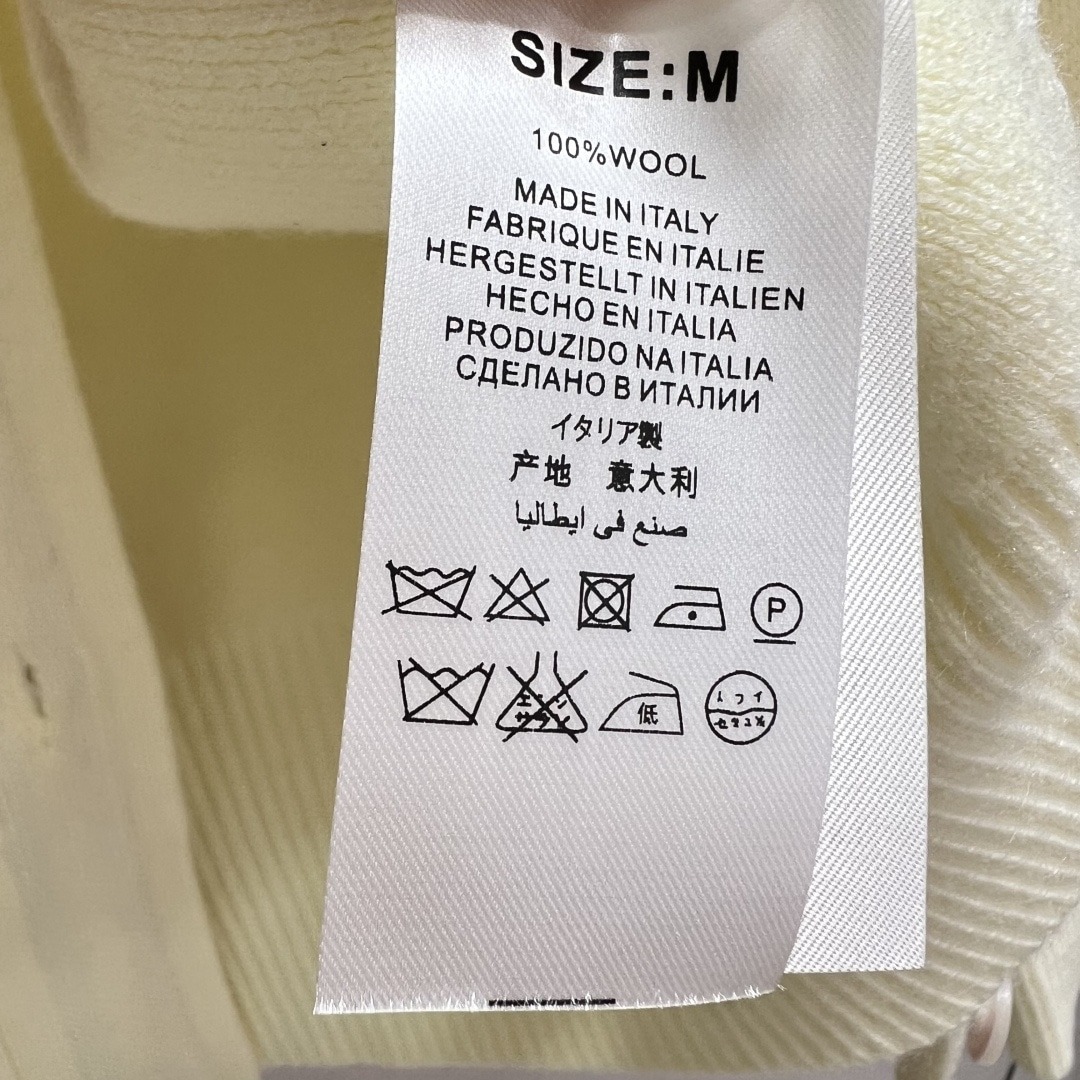 SIZE:M
100%WOOL
MADE IN ITALY
FABRIQUE EN ITALIE
HERGESTELLT IN ITALIEN
HECHO EN ITALIA
PRODUZIDO NA ITALIA
СДЕЛАНО В ИТАЛИИ
イタリア製
产地 意大利
صنع في ايطاليا
P
低